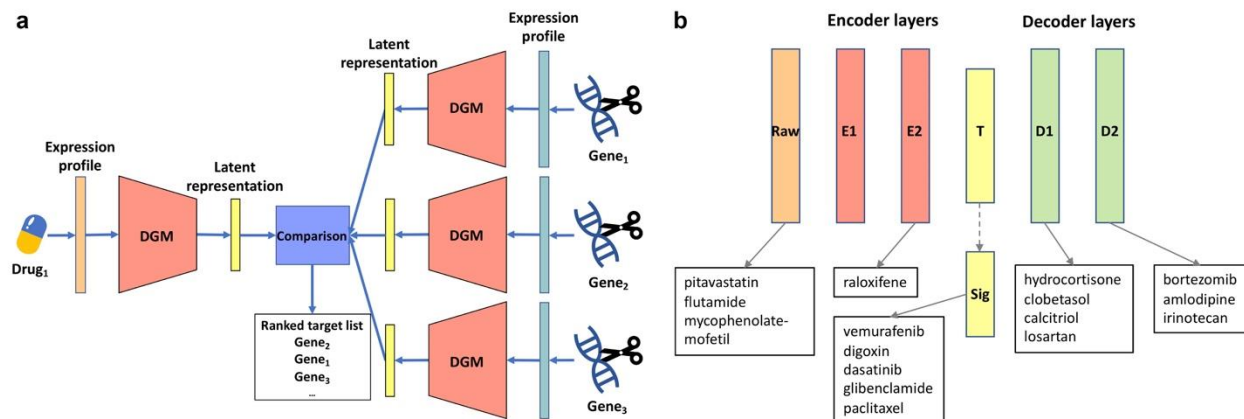 a
Expression
profile
Drug₁
DGM
Latent
representation
Comparison
Ranked target list
Gene₂
Gene₁
Gene₃
...
Latent
representation
Expression
profile
DGM
Gene₁
DGM
Gene₂
DGM
Gene₃
b
Encoder layers
Decoder layers
Raw
E1
E2
T
D1
D2
Sig
pitavastatin
flutamide
mycophenolate-
mofetil
raloxifene
vemurafenib
digoxin
dasatinib
glibenclamide
paclitaxel
hydrocortisone
clobetasol
calcitriol
losartan
bortezomib
amlodipine
irinotecan